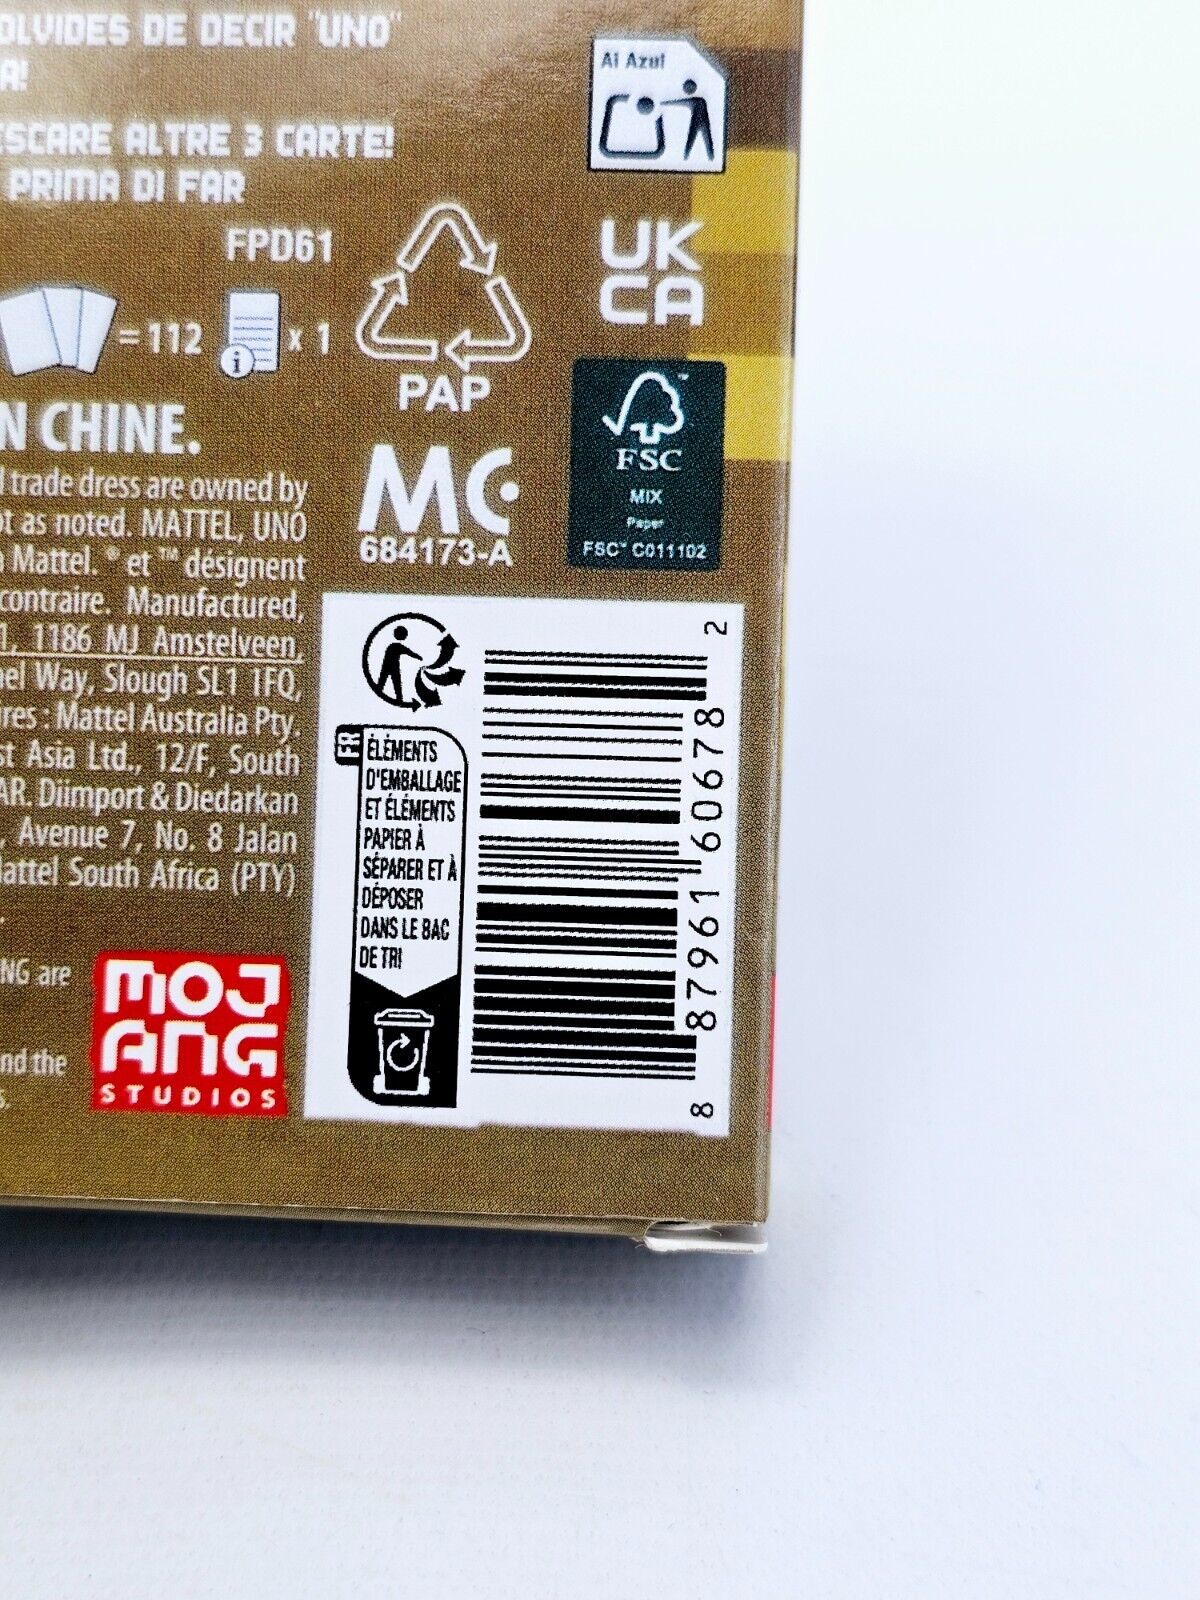 OLVIDES DE DECIR "UNO"
A!
ESCARE ALTRE 3 CARTE!
PRIMA DI FAR
Al Azul
FPD61
=112
i
x 1
PAP
UK
CA
N CHINE.
MC
684173-A
FSC
MIX
Paper
FSC™ C011102
trade dress are owned by
as noted. MATTEL, UNO
Mattel. ® et ™ désignent
contraire. Manufactured,
1, 1186 MJ Amstelveen,
Way, Slough SL1 1FQ,
: Mattel Australia Pty.
Asia Ltd., 12/F, South
AR. Diimport & Diedarkan
, Avenue 7, No. 8 Jalan
Mattel South Africa (PTY)
NG are
nd the
FR
ÉLÉMENTS
D'EMBALLAGE
ET ÉLÉMENTS
PAPIER À
SÉPARER ET À
DÉPOSER
DANS LE BAC
DE TRI
8 87961 60678 2
MOJ
ANG
STUDIOS